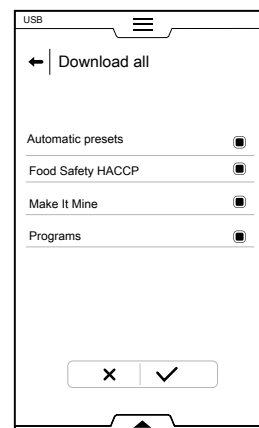 USB
Download all
Automatic presets
Food Safety HACCP
Make It Mine
Programs